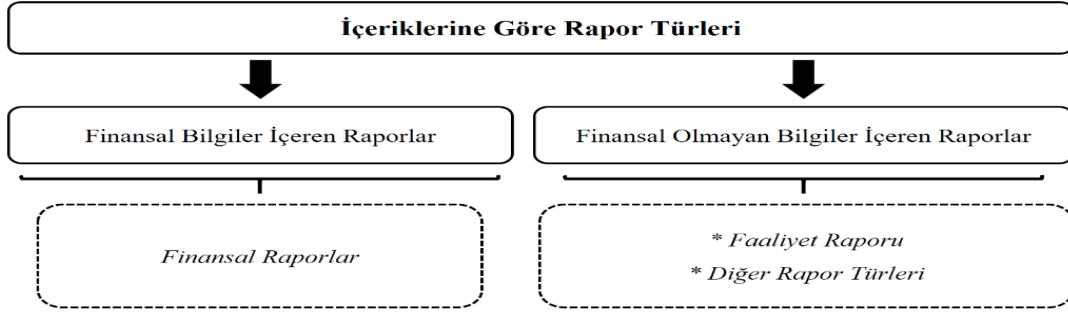 İçeriklerine Göre Rapor Türleri
Finansal Bilgiler İçeren Raporlar
Finansal Olmayan Bilgiler İçeren Raporlar
Finansal Raporlar
* Faaliyet Raporu
* Diğer Rapor Türleri